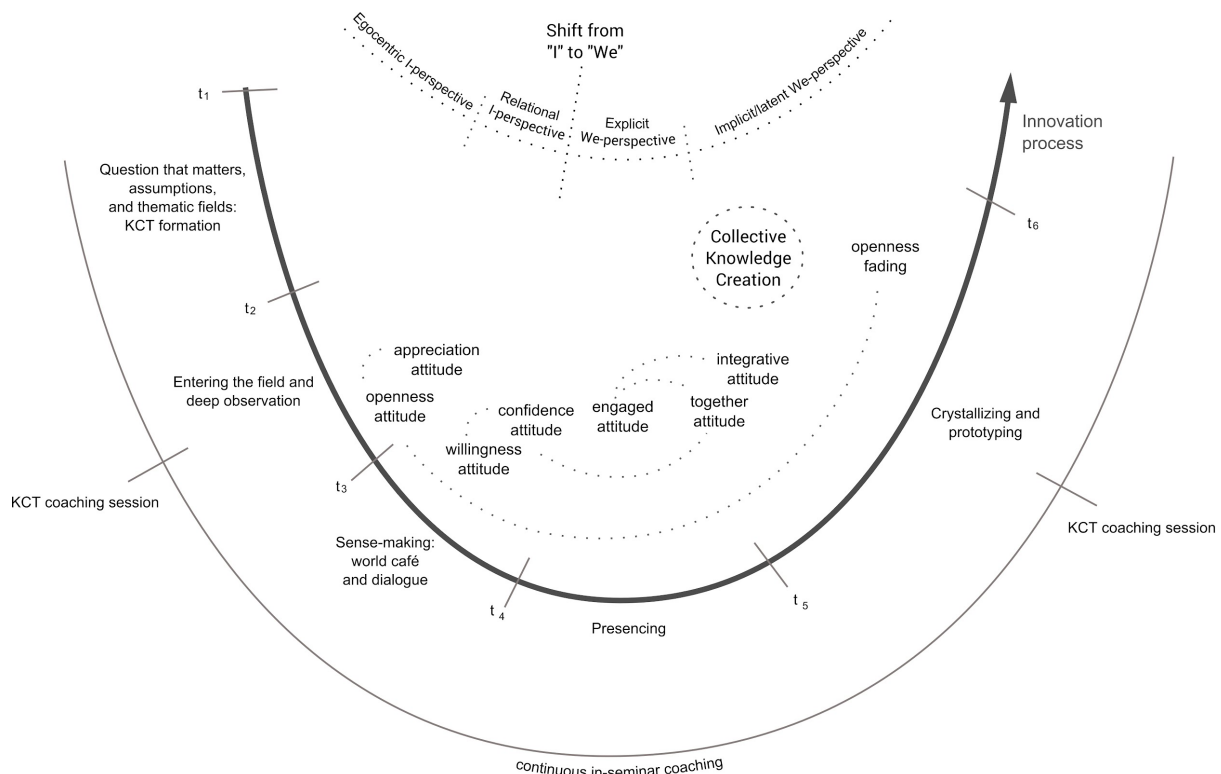 Egocentric I-perspective
Shift from
"I" to "We"
Relational
I-perspective
Explicit
We-perspective
Implicit/latent We-perspective
t1
Innovation
process
Question that matters,
assumptions,
and thematic fields:
KCT formation
t6
Collective
Knowledge
Creation
openness
fading
t2
appreciation
attitude
integrative
attitude
Entering the field and
deep observation
openness
attitude
confidence
attitude
engaged
attitude
together
attitude
Crystallizing and
prototyping
willingness
attitude
t3
KCT coaching session
KCT coaching session
Sense-making:
world café
and dialogue
t 4
t 5
Presencing
continuous in-seminar coaching